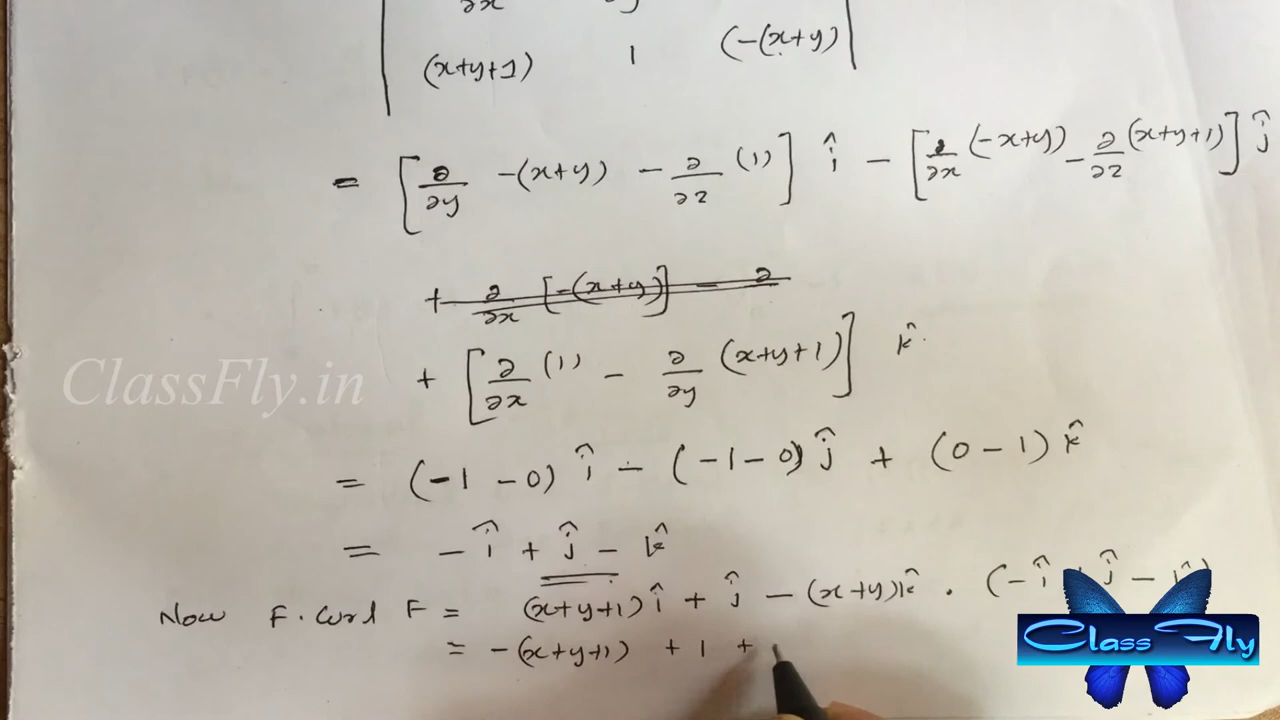 (x+y+1) 1 (-(x+y)
= [∂/∂y -(x+y) - ∂/∂z (1)] î - [∂/∂x (-x+y) - ∂/∂z (x+y+1)] ĵ
+ ∂/∂x [-(x+y)] - ∂
+ [∂/∂x (1) - ∂/∂y (x+y+1)] k̂.
ClassFly.in
= (-1 -0) î - (-1-0) ĵ + (0-1) k̂
= -î + ĵ - k̂
Now F. Curl F = (x+y+1) î + ĵ - (x+y) k̂ . (-î + ĵ - k̂)
= -(x+y+1) + 1 +
Class Fly